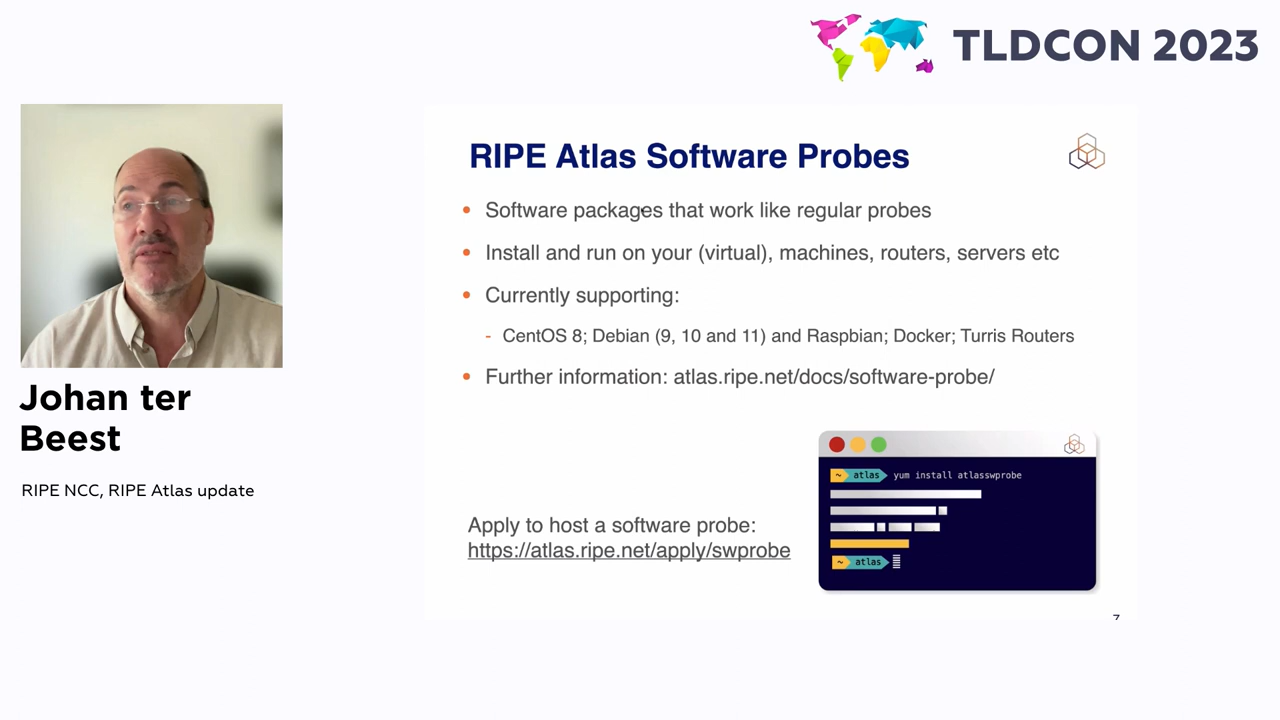 TLDCON 2023
Johan ter
Beest
RIPE NCC, RIPE Atlas update
RIPE Atlas Software Probes
• Software packages that work like regular probes
• Install and run on your (virtual), machines, routers, servers etc
• Currently supporting:
- CentOS 8; Debian (9, 10 and 11) and Raspbian; Docker; Turris Routers
• Further information: atlas.ripe.net/docs/software-probe/
~ atlas yum install atlasswprobe
~ atlas
Apply to host a software probe:
https://atlas.ripe.net/apply/swprobe
7